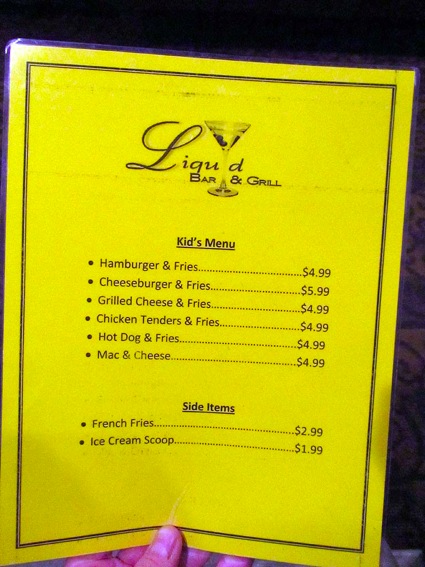 Liquid
Bar & Grill
Kid's Menu
• Hamburger & Fries.................................$4.99
• Cheeseburger & Fries.............................$5.99
• Grilled Cheese & Fries............................$4.99
• Chicken Tenders & Fries.........................$4.99
• Hot Dog & Fries.....................................$4.99
• Mac & Cheese........................................$4.99
Side Items
• French Fries.............................................$2.99
• Ice Cream Scoop......................................$1.99